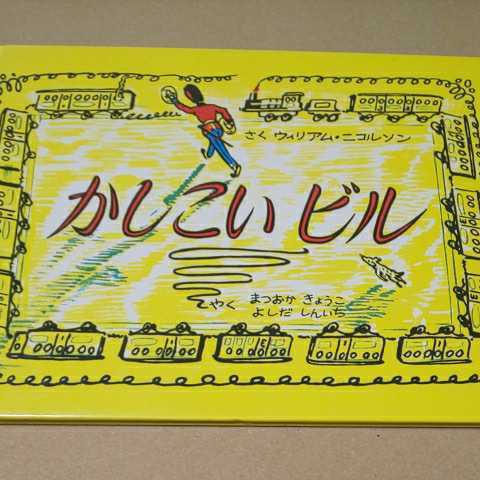 さく ウィリアム・ニコルソン
かしこい ビル
やく まつおか きょうこ
よしだ しんいち